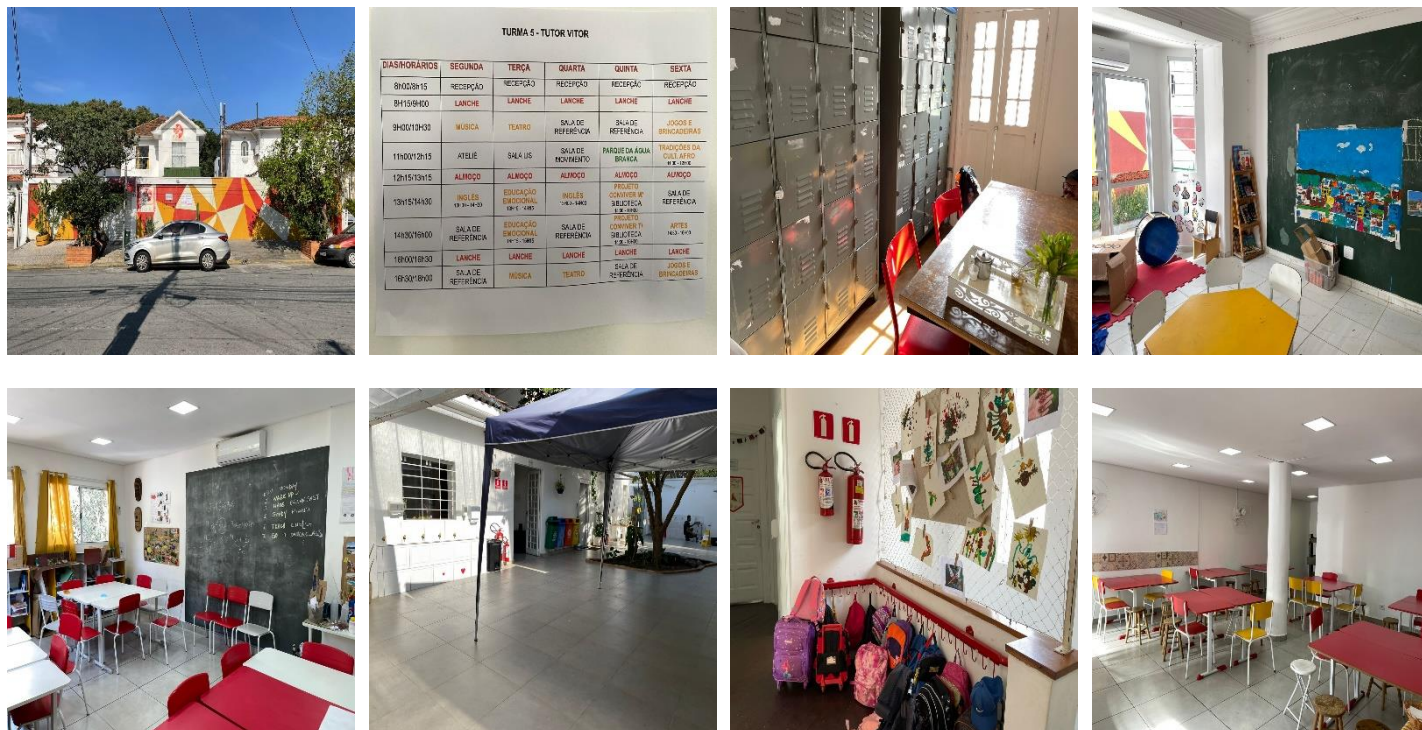 TURMA 5 - TUTOR VITOR
DIAS/HORÁRIOS SEGUNDA TERÇA QUARTA QUINTA SEXTA
8h00/8h15 RECEPÇÃO RECEPÇÃO RECEPÇÃO RECEPÇÃO RECEPÇÃO
8H15/9H00 LANCHE LANCHE LANCHE LANCHE LANCHE
9H00/10H30 MÚSICA TEATRO SALA DE REFERÊNCIA SALA DE REFERÊNCIA JOGOS E BRINCADEIRAS
11h00/12h15 ATELIÊ SALA LIS SALA DE MOVIMENTO PARQUE DA ÁGUA BRANCA TRADIÇÕES DA CULT. AFRO
12h15/13h15 ALMOÇO ALMOÇO ALMOÇO ALMOÇO ALMOÇO
13h15/14h30 INGLÊS EDUCAÇÃO EMOCIONAL INGLÊS PROJETO CONVIVER BIBLIOTECA SALA DE REFERÊNCIA
14h30/16h00 SALA DE REFERÊNCIA EDUCAÇÃO EMOCIONAL SALA DE REFERÊNCIA PROJETO CONVIVER BIBLIOTECA ARTES
16h00/16h30 LANCHE LANCHE LANCHE LANCHE LANCHE
16h30/18h00 SALA DE REFERÊNCIA MÚSICA TEATRO SALA DE REFERÊNCIA JOGOS E BRINCADEIRAS